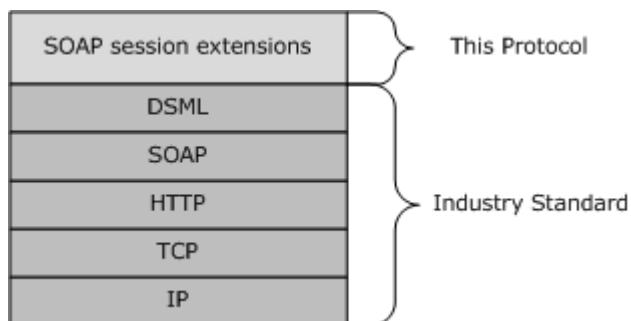 SOAP session extensions
This Protocol
DSML
SOAP
HTTP
Industry Standard
TCP
IP